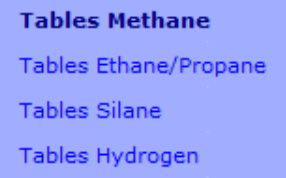 Tables Methane
Tables Ethane/Propane
Tables Silane
Tables Hydrogen